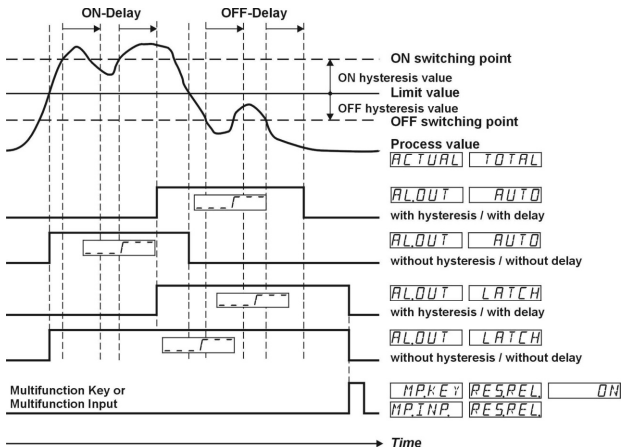 ON-Delay OFF-Delay
ON switching point
ON hysteresis value
Limit value
OFF hysteresis value
OFF switching point
Process value
ACTUAL TOTAL
AL.OUT AUTO
with hysteresis / with delay
AL.OUT AUTO
without hysteresis / without delay
AL.OUT LATCH
with hysteresis / with delay
AL.OUT LATCH
without hysteresis / without delay
Multifunction Key or
Multifunction Input
MP.KEY RES.REL. ON
MP.INP. RES.REL.
Time